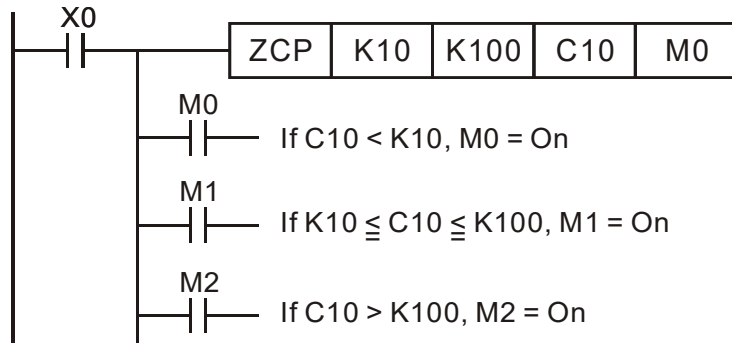 X0
ZCP K10 K100 C10 M0
M0
If C10 < K10, M0 = On
M1
If K10 ≦ C10 ≦ K100, M1 = On
M2
If C10 > K100, M2 = On